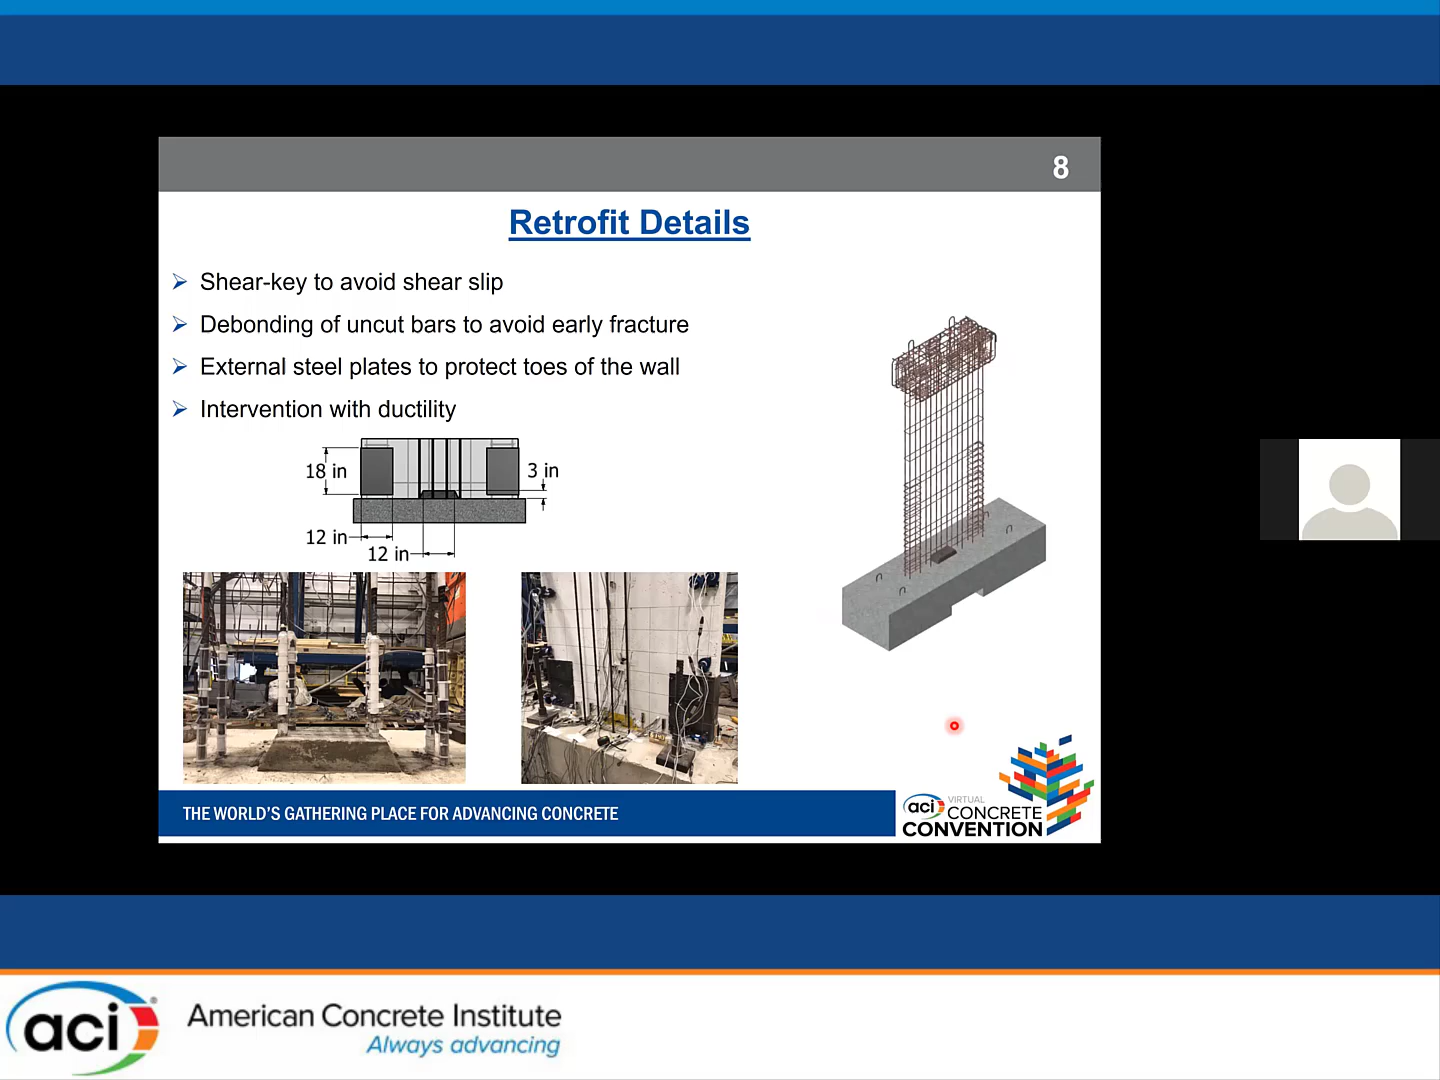 8
Retrofit Details
Shear-key to avoid shear slip
Debonding of uncut bars to avoid early fracture
External steel plates to protect toes of the wall
Intervention with ductility
18 in
3 in
12 in
12 in
THE WORLD'S GATHERING PLACE FOR ADVANCING CONCRETE
aci VIRTUAL
CONCRETE
CONVENTION
aci
American Concrete Institute
Always advancing